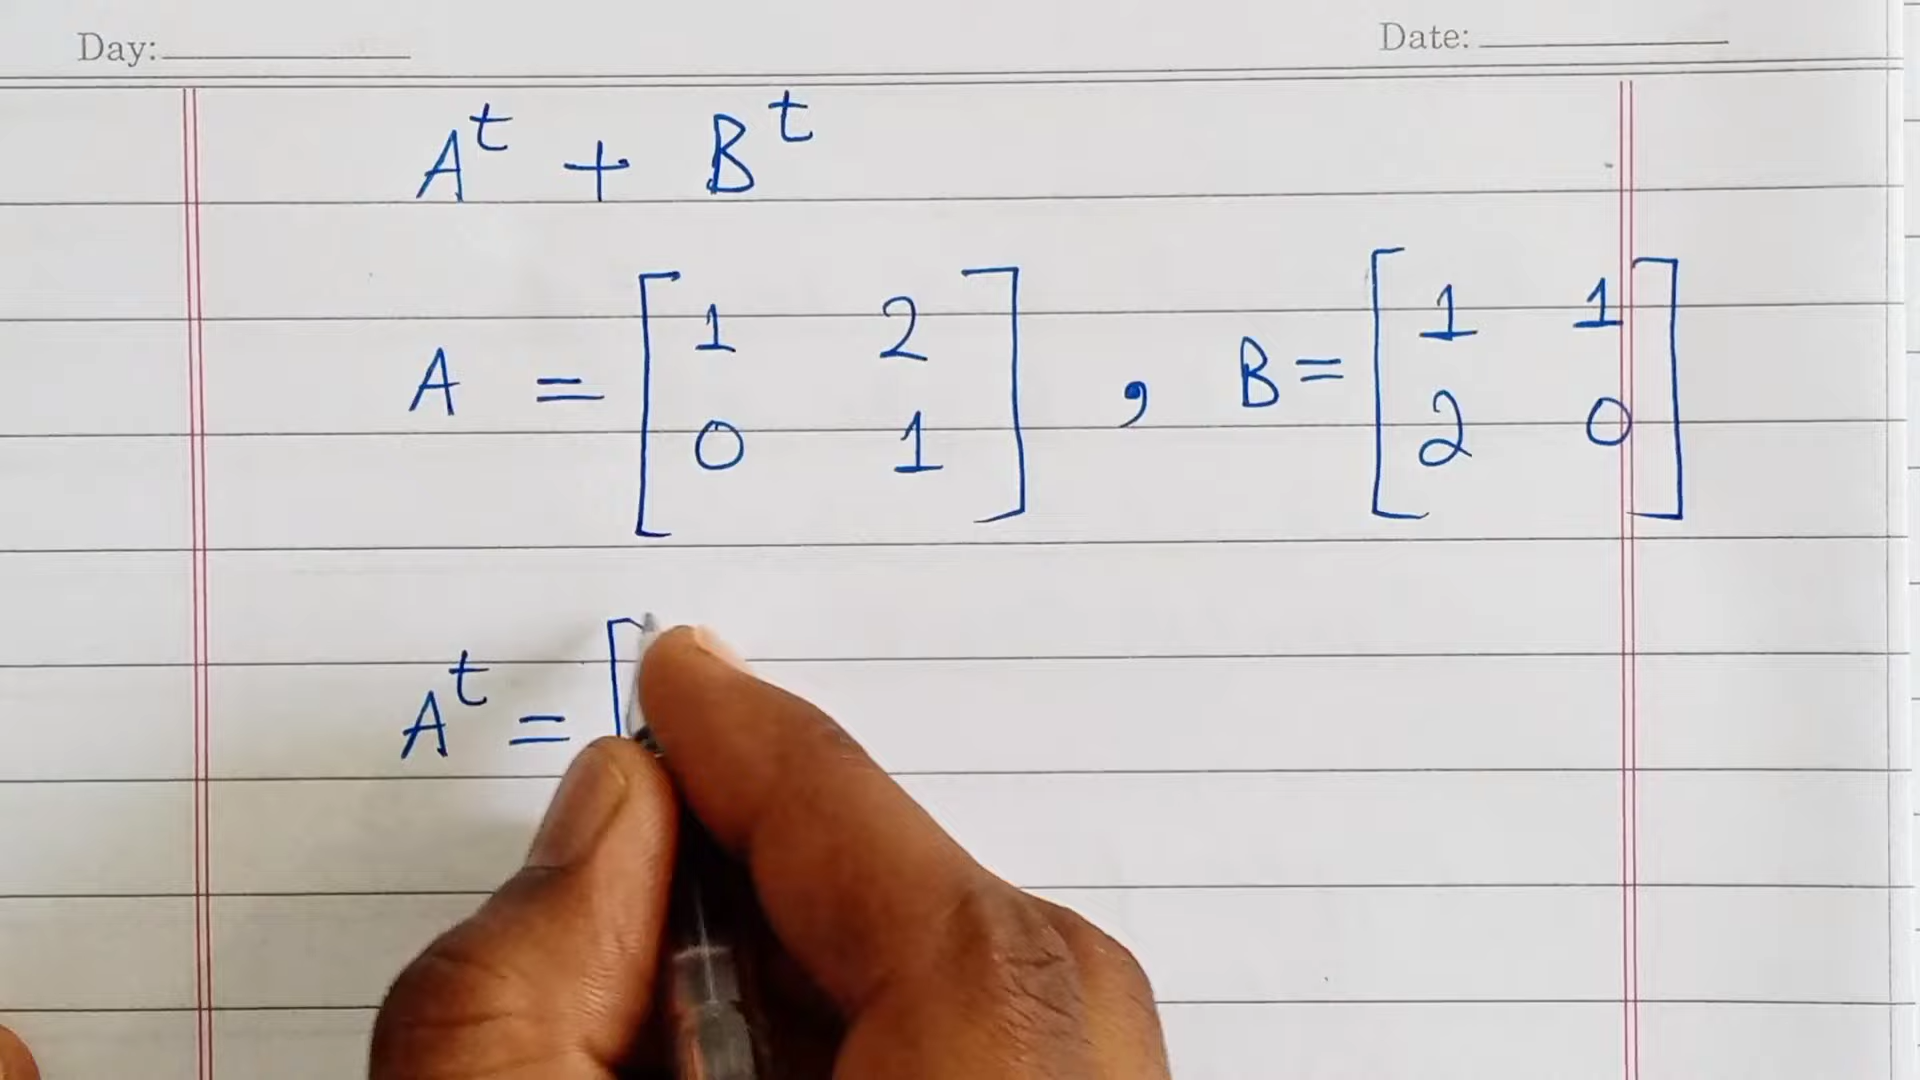 Day: Date:
A^t + B^t
A = [1 2
0 1] , B = [1 1
2 0]
A^t = [